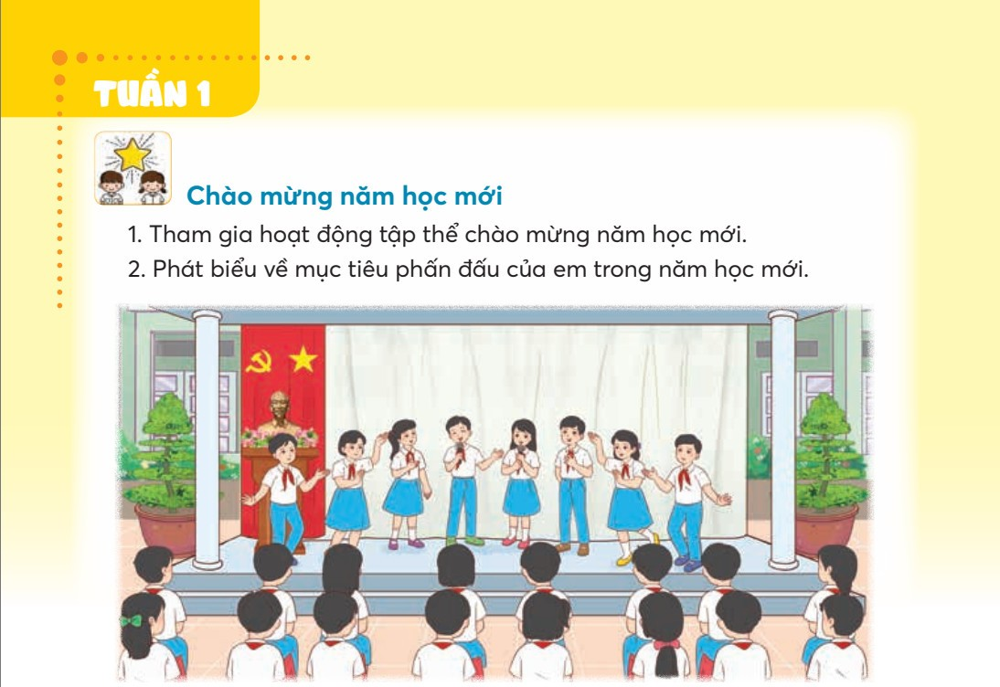 TUẦN 1
Chào mừng năm học mới
1. Tham gia hoạt động tập thể chào mừng năm học mới.
2. Phát biểu về mục tiêu phấn đấu của em trong năm học mới.